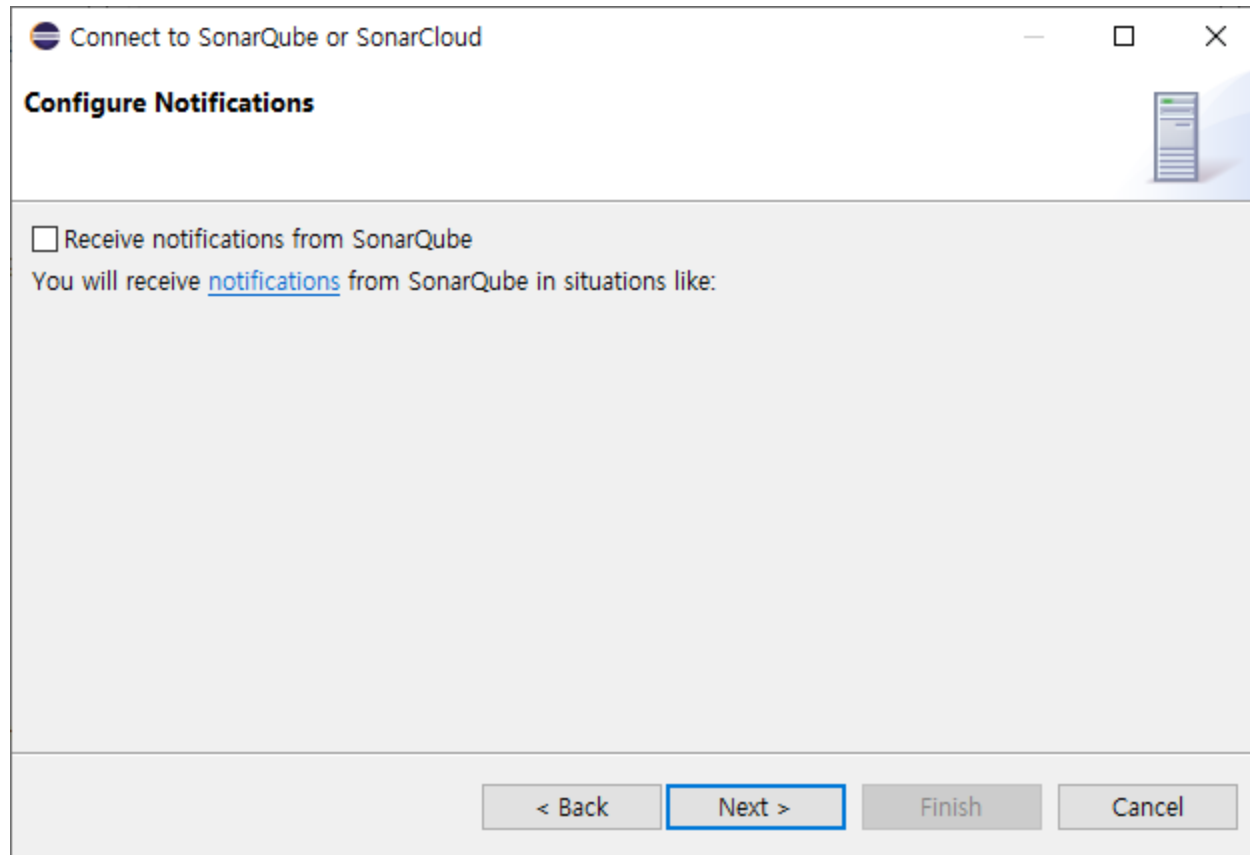 Connect to SonarQube or SonarCloud
Configure Notifications
Receive notifications from SonarQube
You will receive notifications from SonarQube in situations like:
< Back Next > Finish Cancel